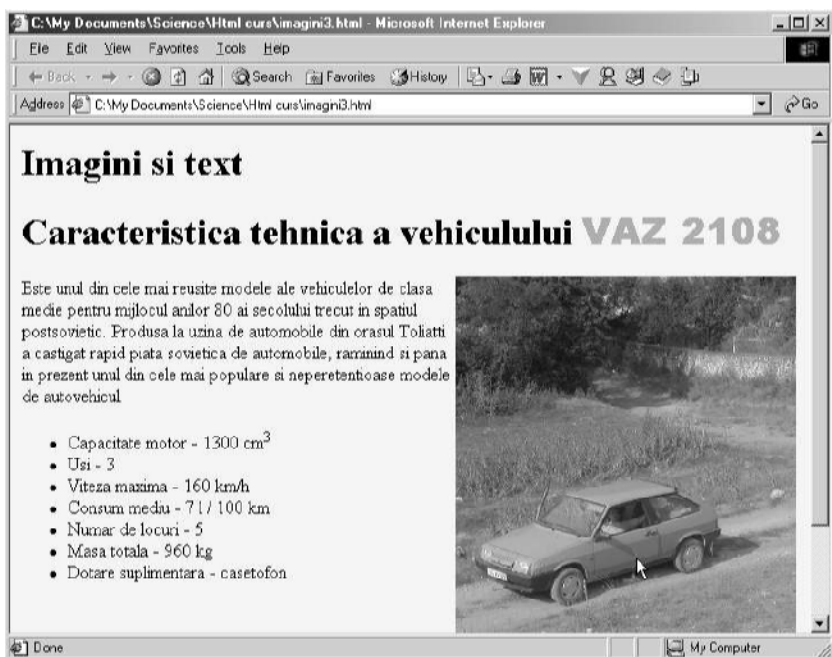 C:\My Documents\Science\Html curs\imagini3.html - Microsoft Internet Explorer
File Edit View Favorites Tools Help
Back Search Favorites History
Address C:\My Documents\Science\Html curs\imagini3.html Go
Imagini si text
Caracteristica tehnica a vehiculului VAZ 2108
Este unul din cele mai reusite modele ale vehiculelor de clasa
medie pentru mijlocul anilor 80 ai secolului trecut in spatiul
postsovietic. Produsa la uzina de automobile din orasul Toliatti
a castigat rapid piata sovietica de automobile, raminind si pana
in prezent unul din cele mai populare si neperetentioase modele
de autovehicul
• Capacitate motor - 1300 cm³
• Usi - 3
• Viteza maxima - 160 km/h
• Consum mediu - 7 l / 100 km
• Numar de locuri - 5
• Masa totala - 960 kg
• Dotare suplimentara - casetofon
Done My Computer